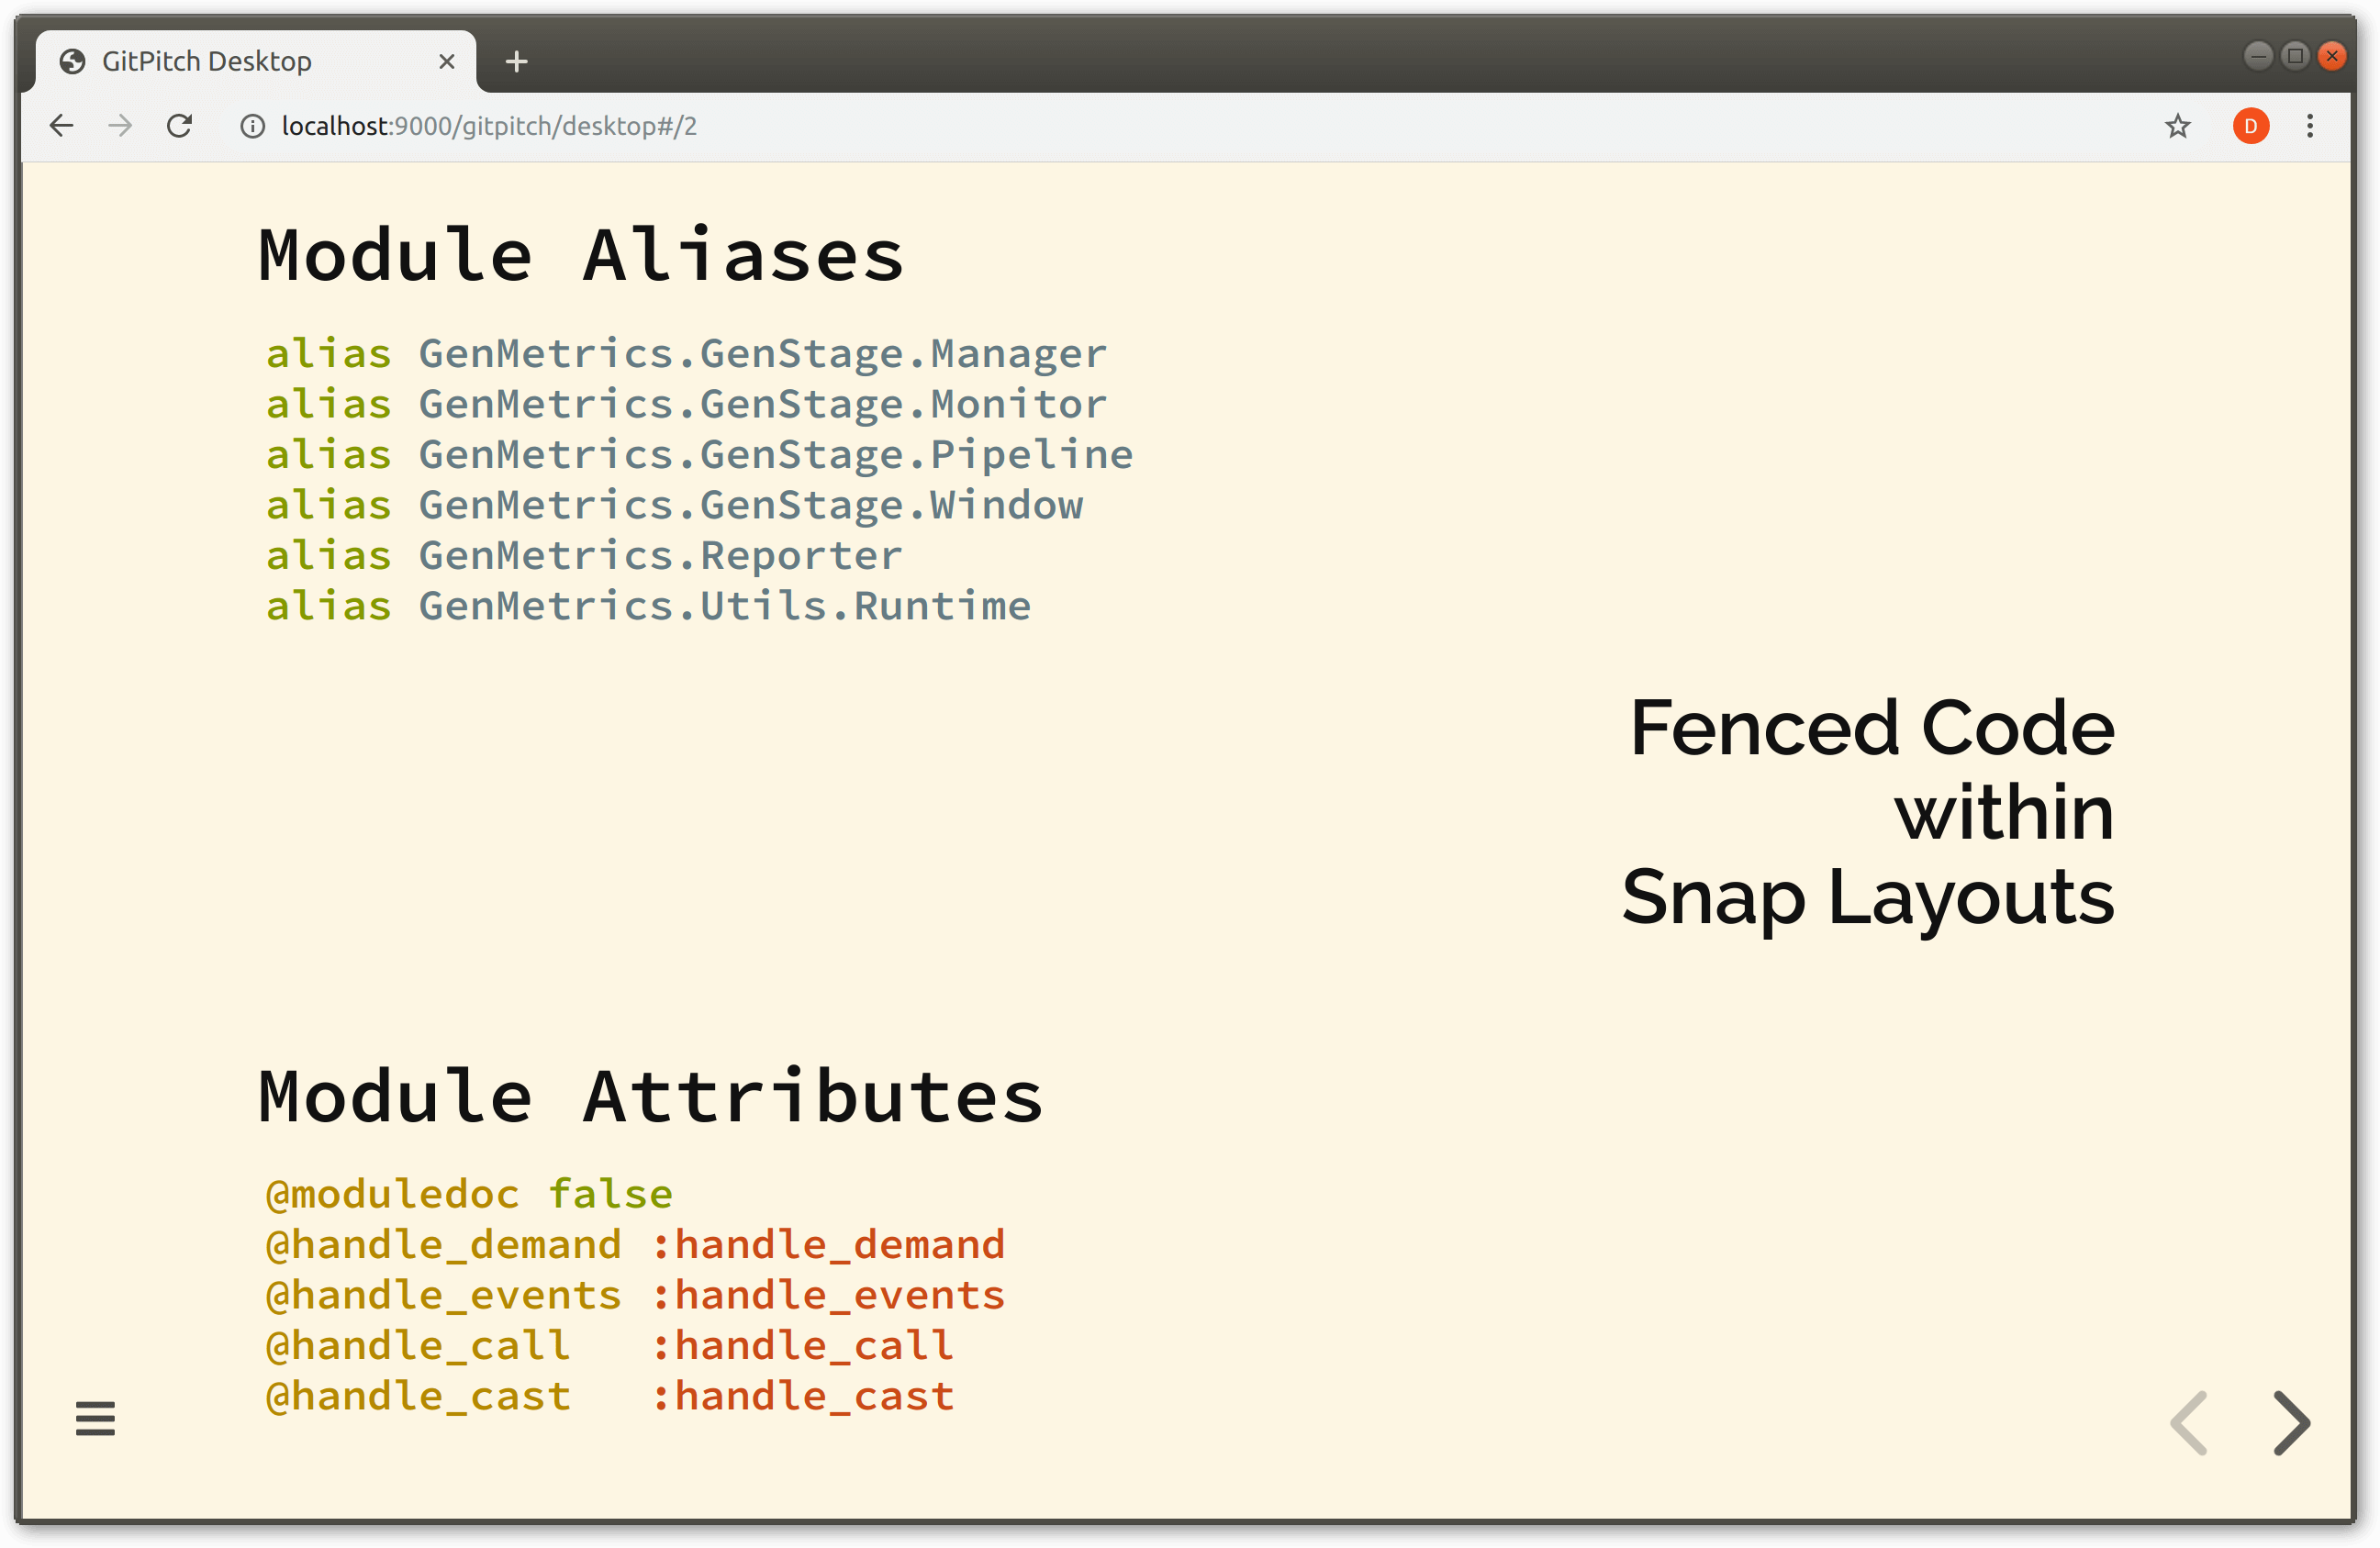 GitPitch Desktop
localhost:9000/gitpitch/desktop#/2
D
Module Aliases
alias GenMetrics.GenStage.Manager
alias GenMetrics.GenStage.Monitor
alias GenMetrics.GenStage.Pipeline
alias GenMetrics.GenStage.Window
alias GenMetrics.Reporter
alias GenMetrics.Utils.Runtime
Fenced Code
within
Snap Layouts
Module Attributes
@moduledoc false
@handle_demand :handle_demand
@handle_events :handle_events
@handle_call   :handle_call
@handle_cast   :handle_cast